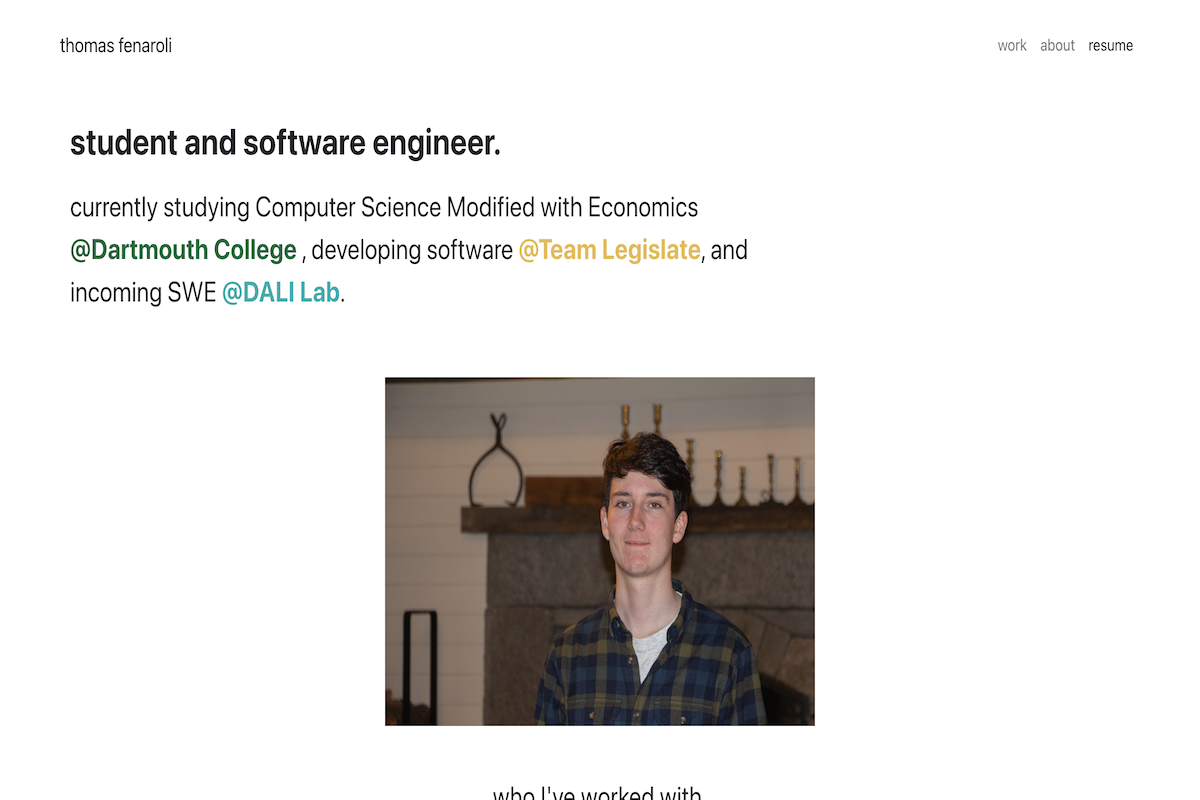 thomas fenaroli
work about resume
student and software engineer.
currently studying Computer Science Modified with Economics
@Dartmouth College , developing software @Team Legislate, and
incoming SWE @DALI Lab.
who I've worked with